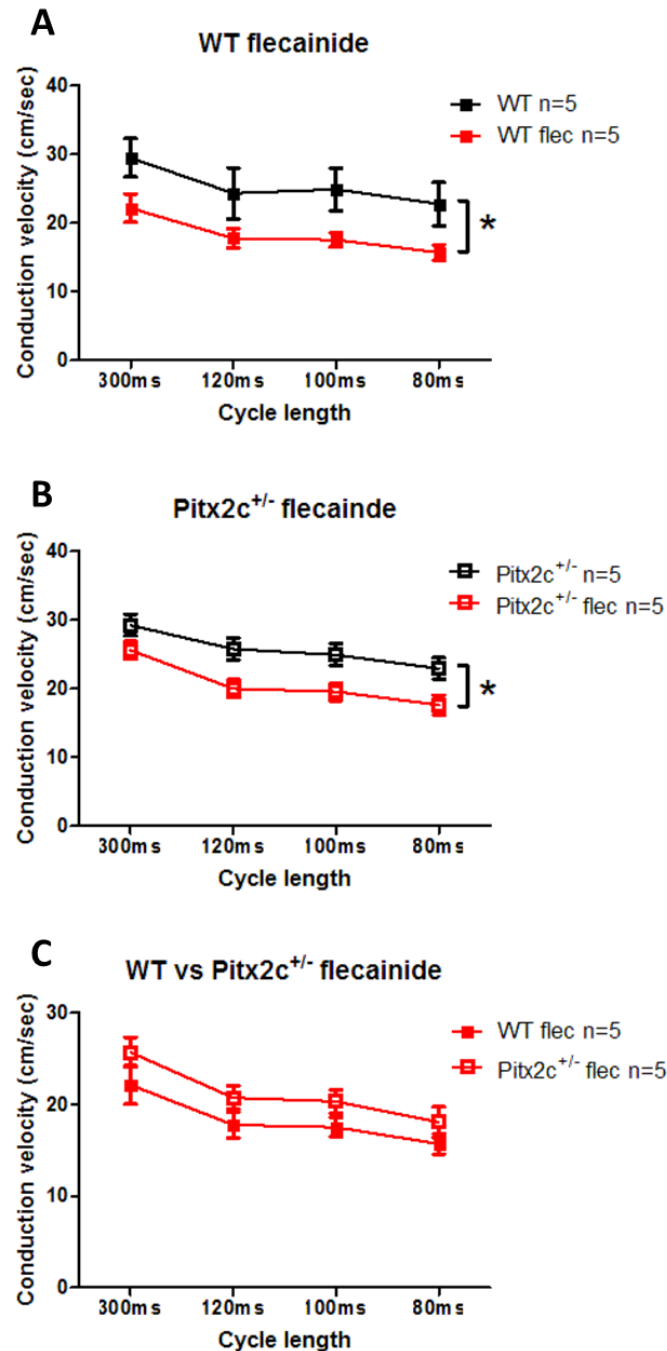 A
WT flecainide
Conduction velocity (cm/sec)
40
30
20
10
0
300ms 120ms 100ms 80ms
Cycle length
WT n=5
WT flec n=5
*
B
Pitx2c+/- flecainde
Conduction velocity (cm/sec)
40
30
20
10
0
300ms 120ms 100ms 80ms
Cycle length
Pitx2c+/- n=5
Pitx2c+/- flec n=5
*
C
WT vs Pitx2c+/- flecainide
Conduction velocity (cm/sec)
30
20
10
0
300ms 120ms 100ms 80ms
Cycle length
WT flec n=5
Pitx2c+/- flec n=5